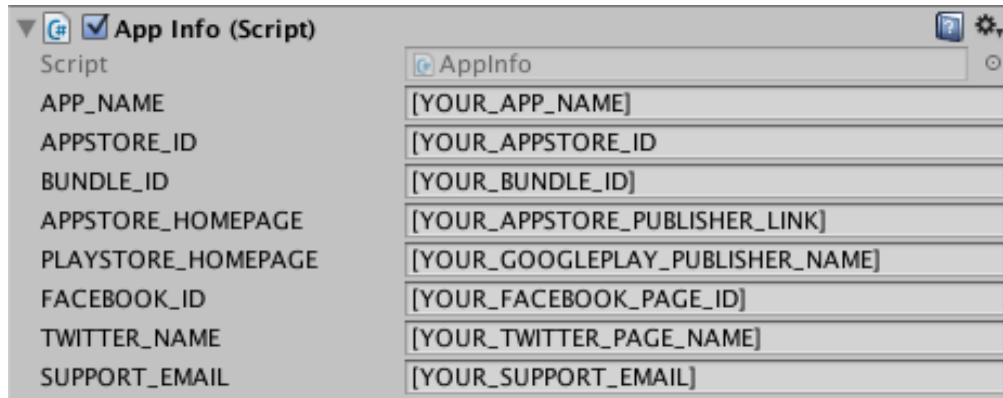 App Info (Script)
Script AppInfo
APP_NAME [YOUR_APP_NAME]
APPSTORE_ID [YOUR_APPSTORE_ID
BUNDLE_ID [YOUR_BUNDLE_ID]
APPSTORE_HOMEPAGE [YOUR_APPSTORE_PUBLISHER_LINK]
PLAYSTORE_HOMEPAGE [YOUR_GOOGLEPLAY_PUBLISHER_NAME]
FACEBOOK_ID [YOUR_FACEBOOK_PAGE_ID]
TWITTER_NAME [YOUR_TWITTER_PAGE_NAME]
SUPPORT_EMAIL [YOUR_SUPPORT_EMAIL]